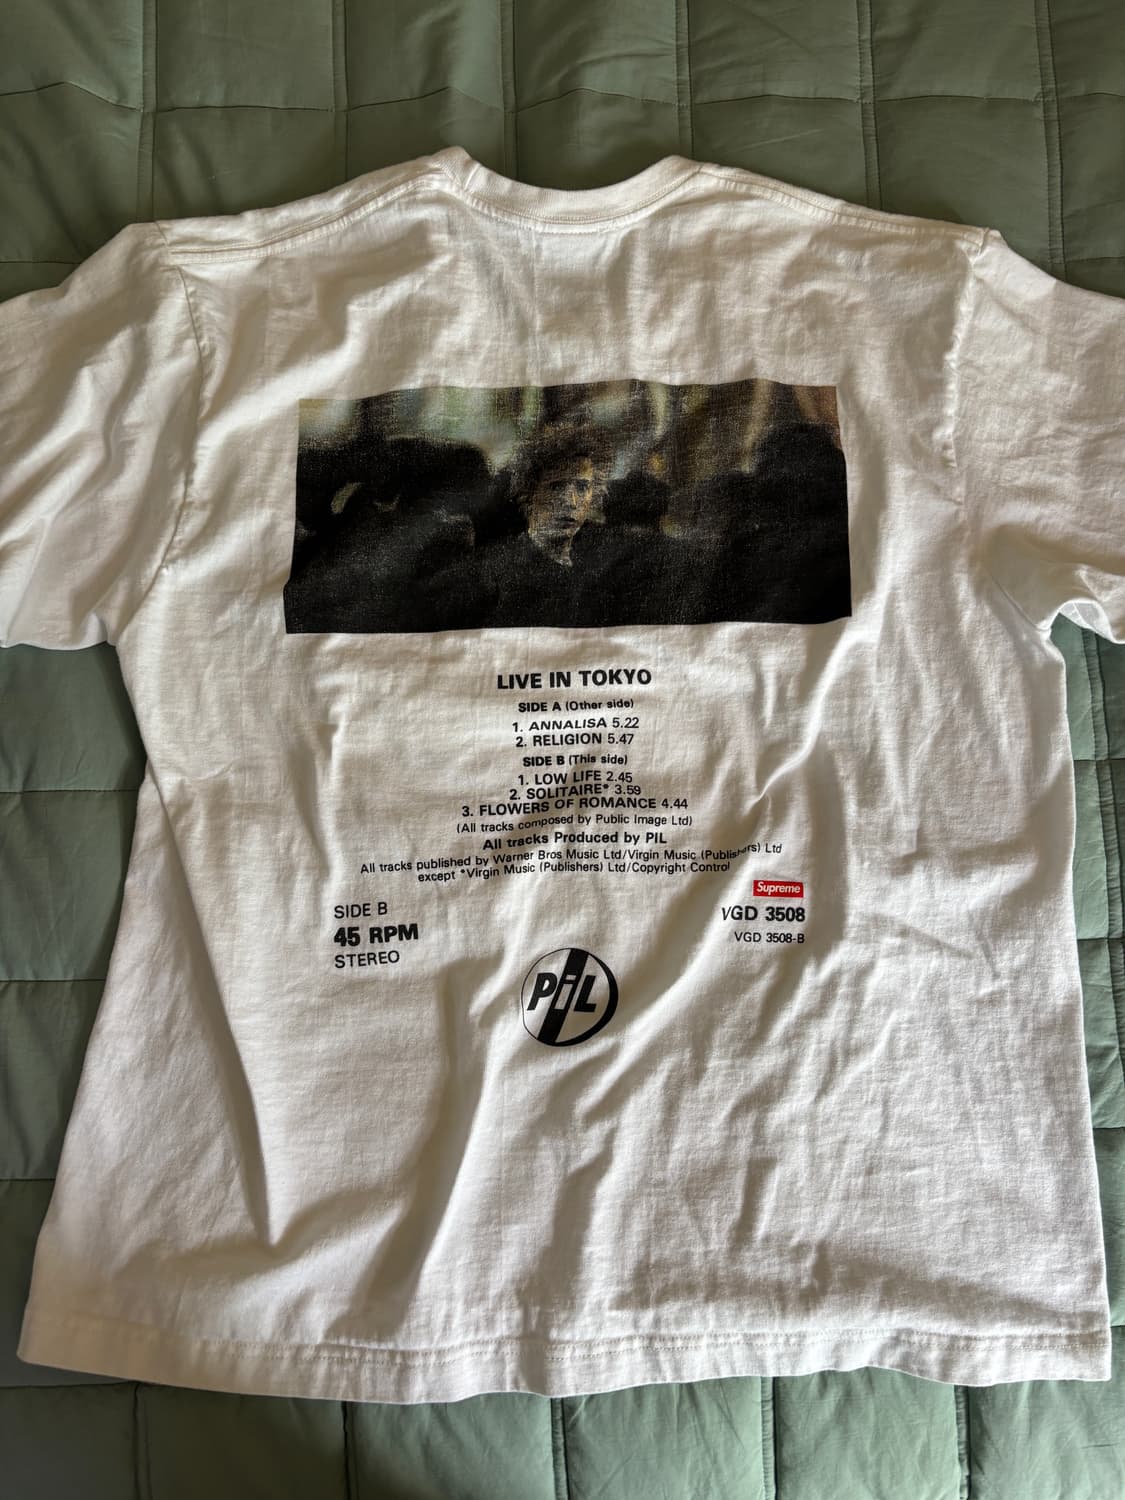 LIVE IN TOKYO
SIDE A (Other side)
1. ANNALISA 5.22
2. RELIGION 5.47
SIDE B (This side)
1. LOW LIFE 2.45
2. SOLITAIRE* 3.59
3. FLOWERS OF ROMANCE 4.44
(All tracks composed by Public Image Ltd)
All tracks Produced by PIL
All tracks published by Warner Bros Music Ltd/Virgin Music (Publishers) Ltd
except *Virgin Music (Publishers) Ltd/Copyright Control
Supreme
SIDE B
45 RPM
STEREO
VGD 3508
VGD 3508-B
PiL